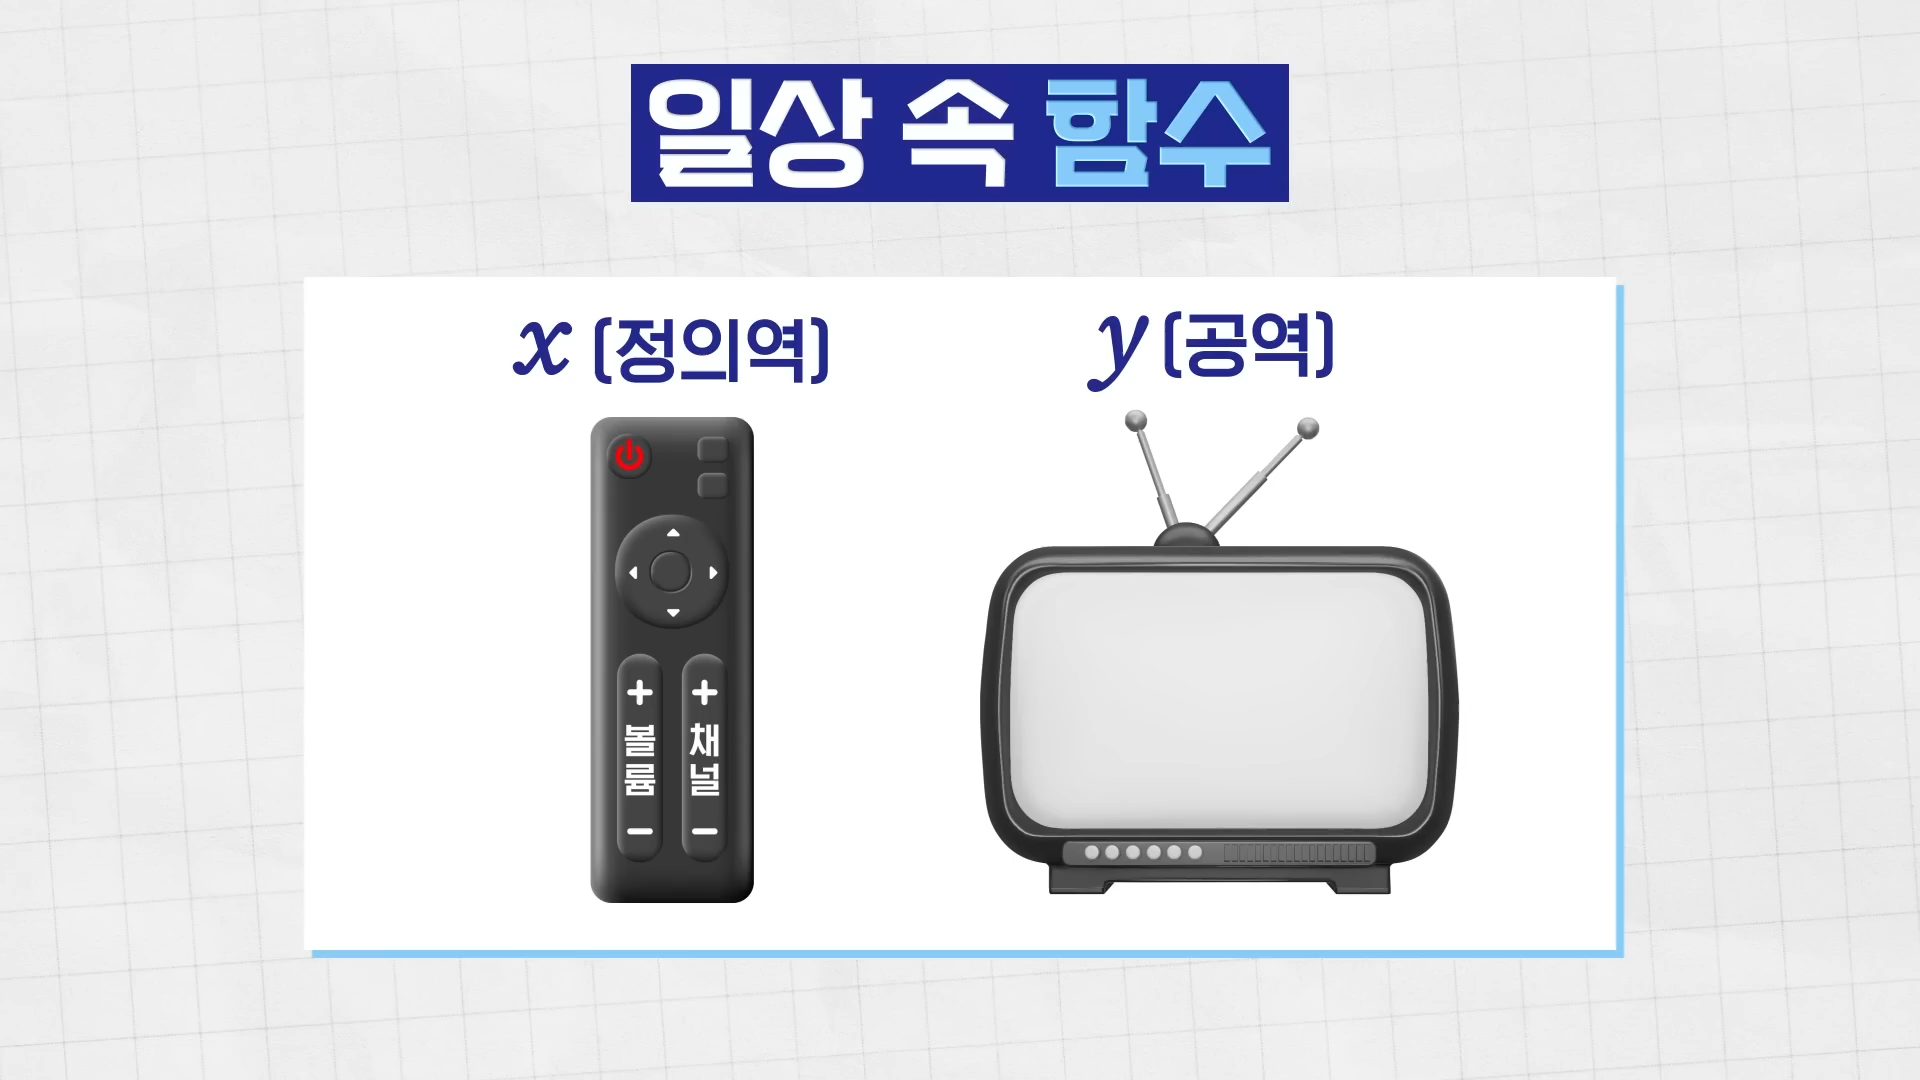 일상 속 함수
x (정의역)
y (공역)
+ +
볼륨 채널
− −